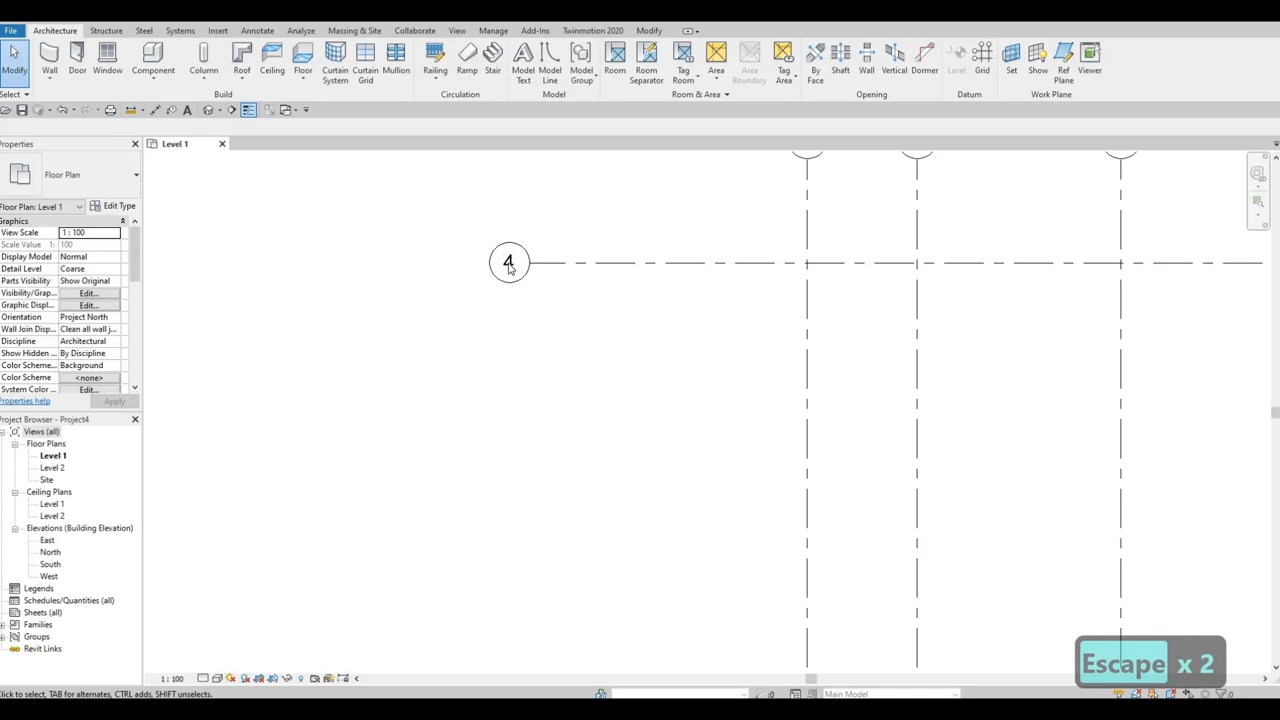 File Architecture Structure Steel Systems Insert Annotate Analyze Massing & Site Collaborate View Manage Add-Ins Twinmotion 2020 Modify
Modify Wall Door Window Component Column Roof Ceiling Floor Curtain System Curtain Grid Mullion Railing Ramp Stair Model Text Model Line Model Group Room Room Separator Tag Room Area Area Boundary Tag Area By Face Shaft Wall Vertical Dormer Level Grid Set Show Ref Plane Viewer
Select Build Circulation Model Room & Area Opening Datum Work Plane
Properties
Level 1
Floor Plan
Floor Plan: Level 1 Edit Type
Graphics
View Scale 1 : 100
Scale Value 1: 100
Display Model Normal
Detail Level Coarse
Parts Visibility Show Original
Visibility/Grap... Edit...
Graphic Displ... Edit...
Orientation Project North
Wall Join Disp... Clean all wall j...
Discipline Architectural
Show Hidden ... By Discipline
Color Scheme... Background
Color Scheme <none>
System Color ... Edit...
Properties help Apply
Project Browser - Project4
Views (all)
Floor Plans
Level 1
Level 2
Site
Ceiling Plans
Level 1
Level 2
Elevations (Building Elevation)
East
North
South
West
Legends
Schedules/Quantities (all)
Sheets (all)
Families
Groups
Revit Links
4
Escape x 2
1 : 100
Click to select, TAB for alternates, CTRL adds, SHIFT unselects.
:0 Main Model :0